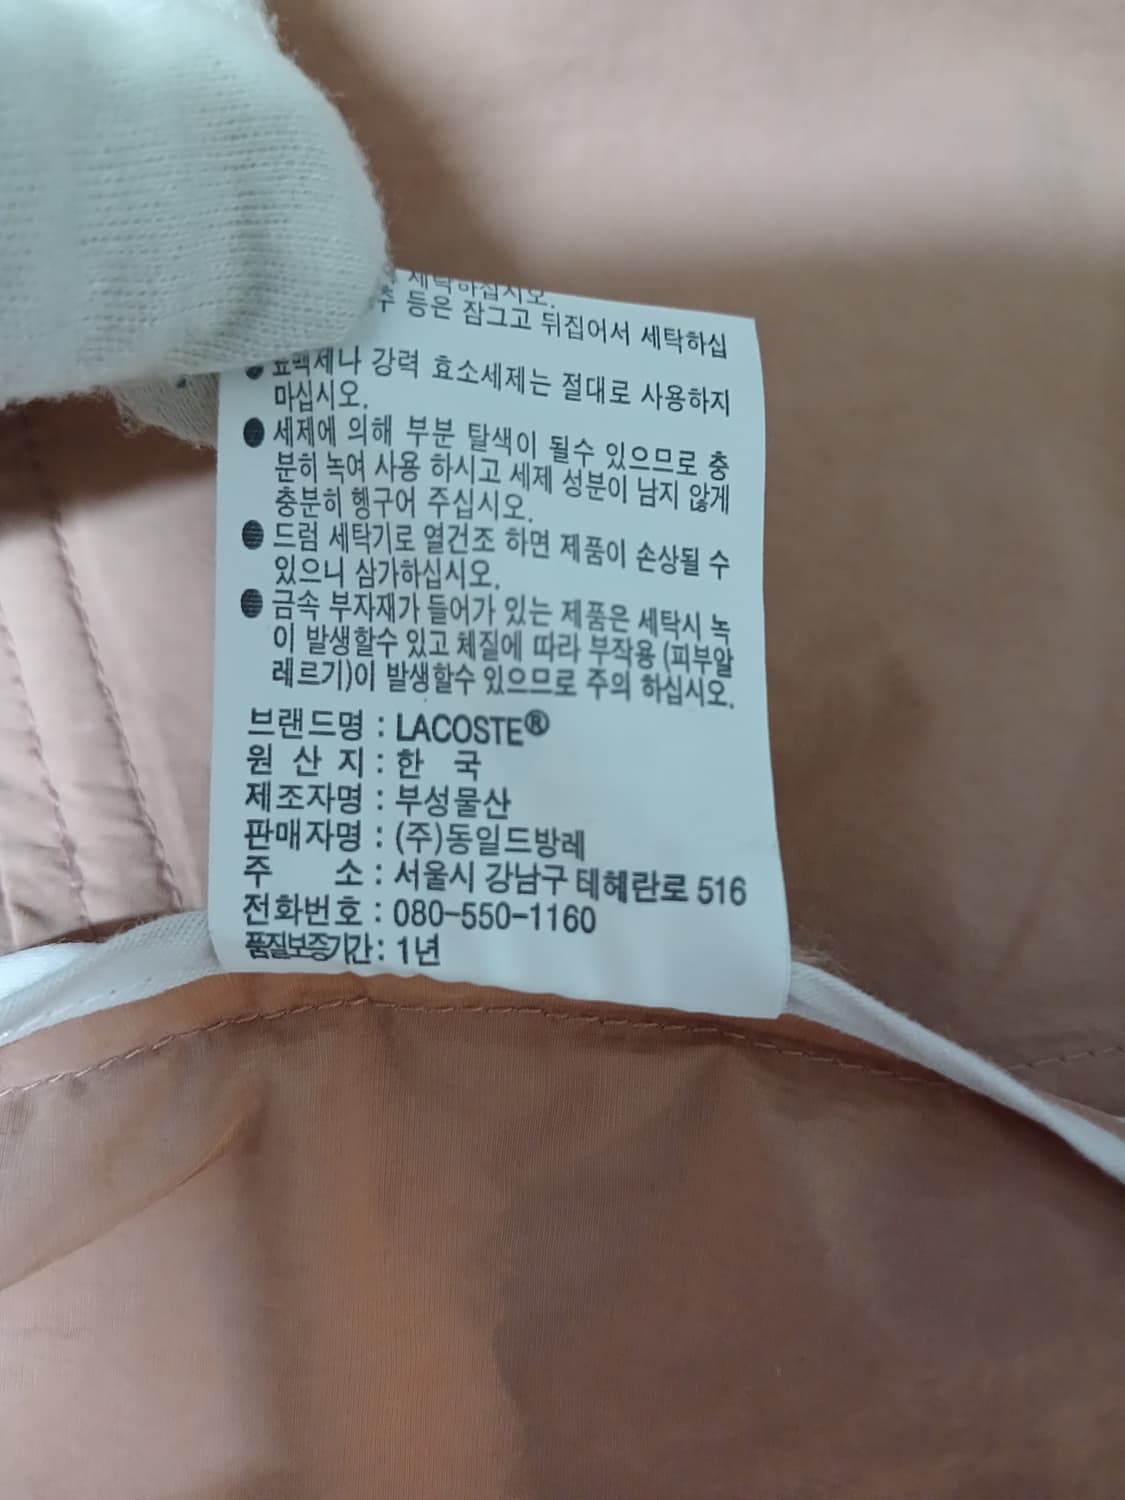 세탁하십시오.
등은 잠그고 뒤집어서 세탁하십
표백제나 강력 효소세제는 절대로 사용하지
마십시오.
세제에 의해 부분 탈색이 될수 있으므로 충
분히 녹여 사용 하시고 세제 성분이 남지 않게
충분히 헹구어 주십시오.
드럼 세탁기로 열건조 하면 제품이 손상될 수
있으니 삼가하십시오.
금속 부자재가 들어가 있는 제품은 세탁시 녹
이 발생할수 있고 체질에 따라 부작용 (피부알
레르기)이 발생할수 있으므로 주의 하십시오.
브랜드명 : LACOSTE®
원 산 지 : 한 국
제조자명 : 부성물산
판매자명 : (주)동일드방레
주 소 : 서울시 강남구 테헤란로 516
전화번호 : 080-550-1160
품질보증기간 : 1년